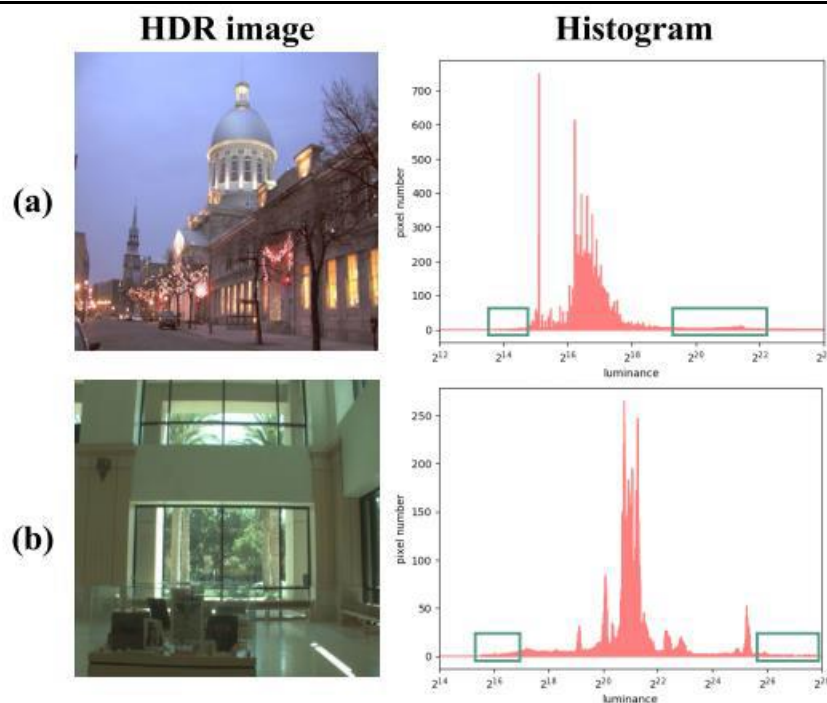 HDR image Histogram
(a)
pixel number
700
600
500
400
300
200
100
0
2^12 2^14 2^16 2^18 2^20 2^22
luminance
(b)
pixel number
250
200
150
100
50
0
2^14 2^16 2^18 2^20 2^22 2^24 2^26
luminance